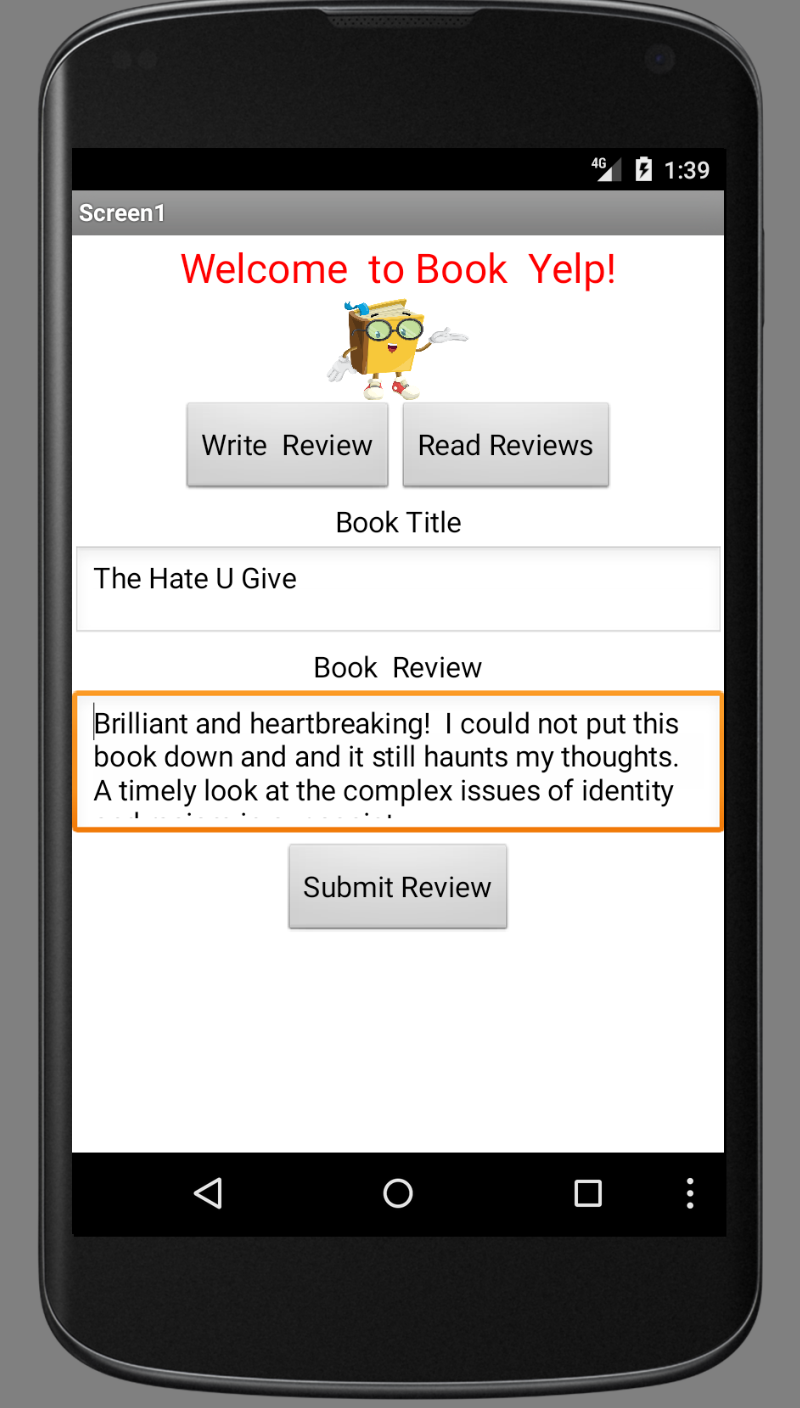 4G 1:39
Screen1
Welcome to Book Yelp!
Write Review Read Reviews
Book Title
The Hate U Give
Book Review
Brilliant and heartbreaking! I could not put this
book down and and it still haunts my thoughts.
A timely look at the complex issues of identity
Submit Review